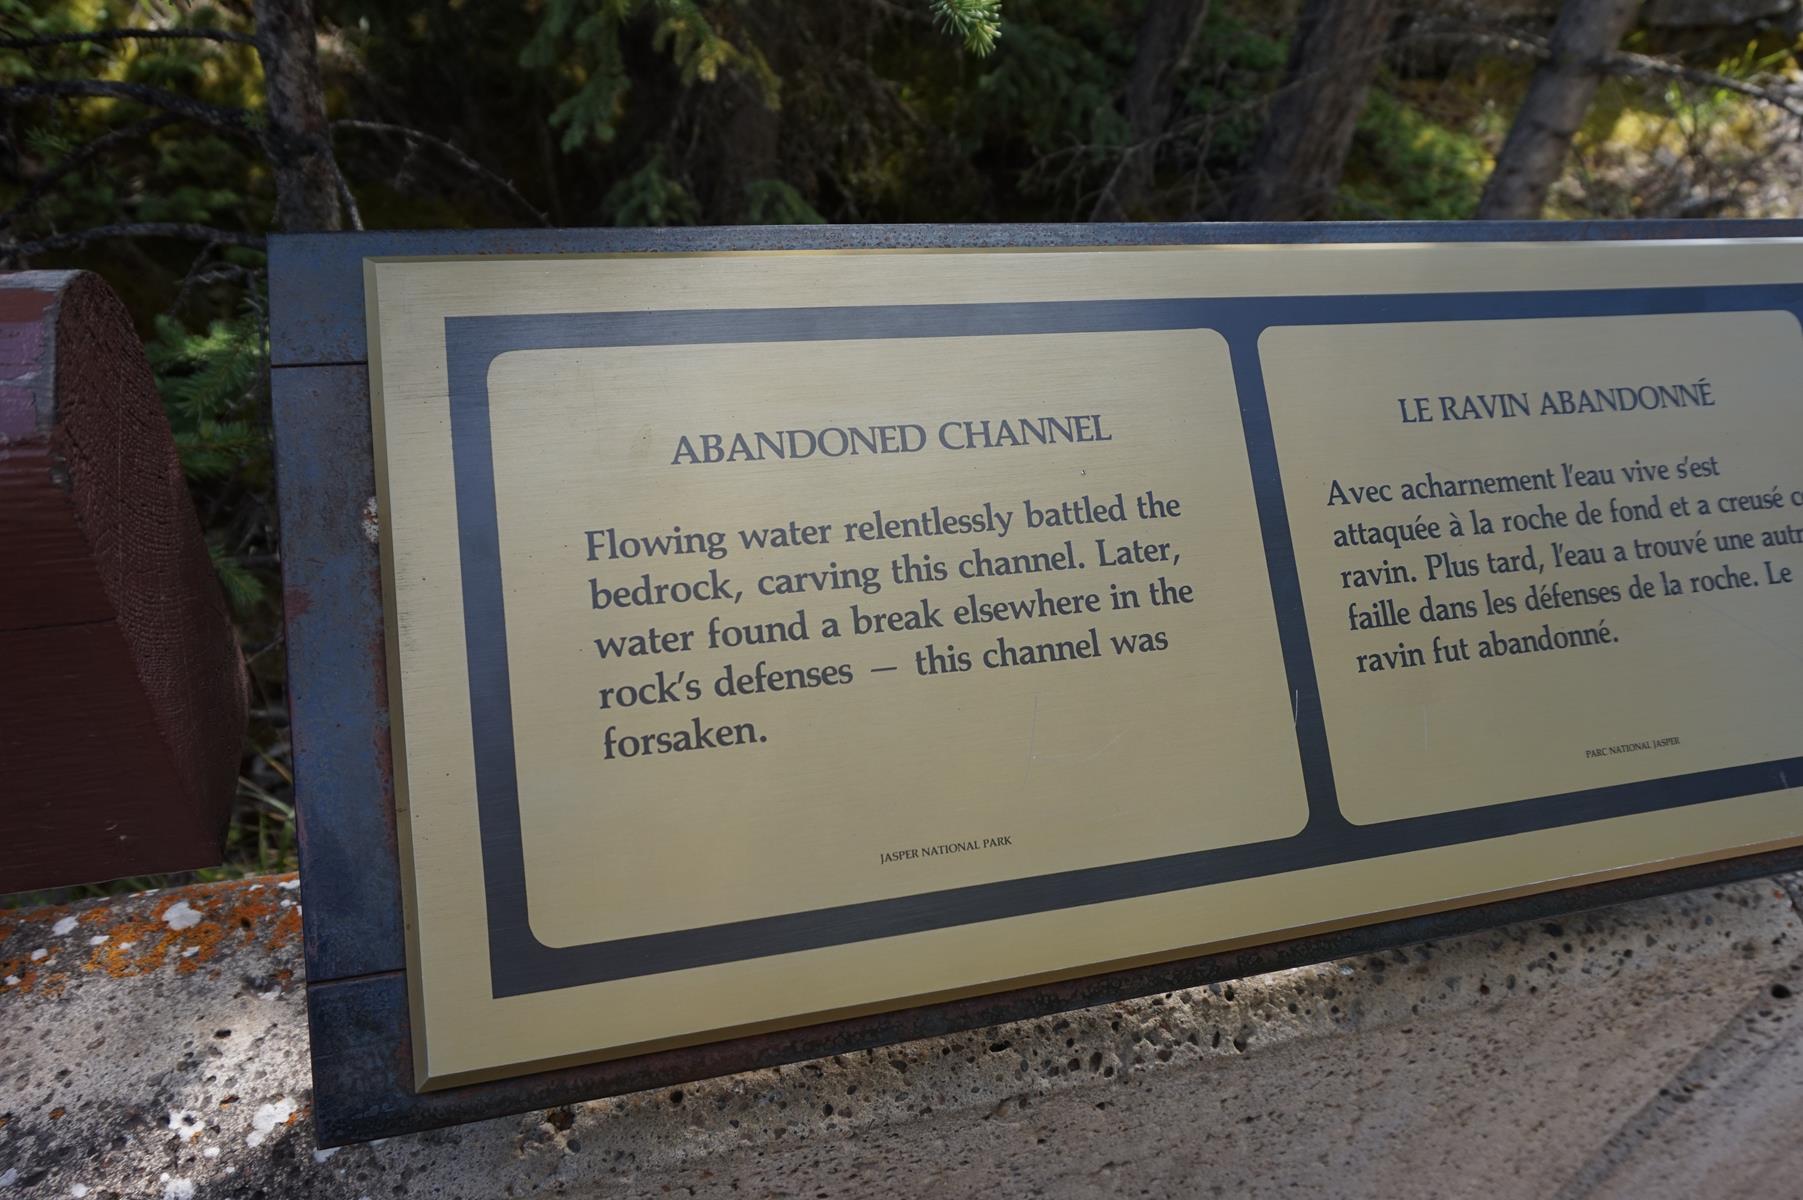 ABANDONED CHANNEL
Flowing water relentlessly battled the
bedrock, carving this channel. Later,
water found a break elsewhere in the
rock's defenses — this channel was
forsaken.
JASPER NATIONAL PARK
LE RAVIN ABANDONNÉ
Avec acharnement l'eau vive s'est
attaquée à la roche de fond et a creusé
ravin. Plus tard, l'eau a trouvé une
faille dans les défenses de la roche. Le
ravin fut abandonné.
PARC NATIONAL JASPER